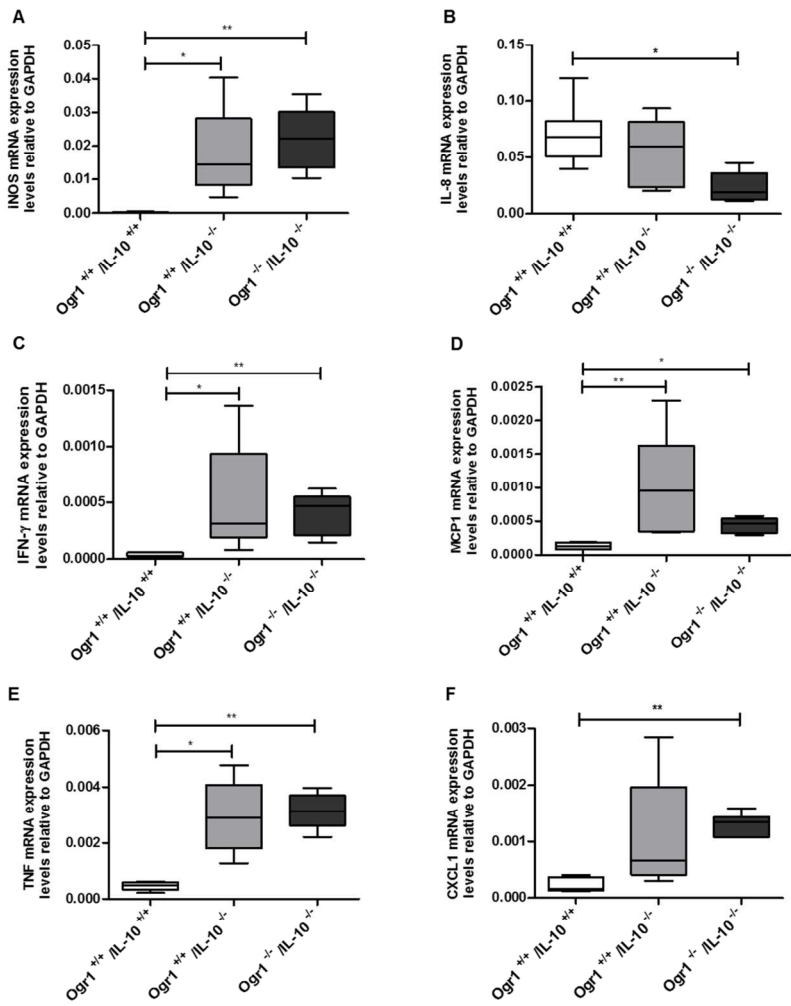 A
iNOS mRNA expression
levels relative to GAPDH
0.05
0.04
0.03
0.02
0.01
0.00
**
*
Ogr1 +/+ /IL-10 +/+
Ogr1 +/+ /IL-10 -/-
Ogr1 -/- /IL-10 -/-
B
IL-8 mRNA expression
levels relative to GAPDH
0.15
0.10
0.05
0.00
*
Ogr1 +/+ /IL-10 +/+
Ogr1 +/+ /IL-10 -/-
Ogr1 -/- /IL-10 -/-
C
IFN-γ mRNA expression
levels relative to GAPDH
0.0015
0.0010
0.0005
0.0000
**
*
Ogr1 +/+ /IL-10 +/+
Ogr1 +/+ /IL-10 -/-
Ogr1 -/- /IL-10 -/-
D
MCP1 mRNA expression
levels relative to GAPDH
0.0025
0.0020
0.0015
0.0010
0.0005
0.0000
*
**
Ogr1 +/+ /IL-10 +/+
Ogr1 +/+ /IL-10 -/-
Ogr1 -/- /IL-10 -/-
E
TNF mRNA expression
levels relative to GAPDH
0.006
0.004
0.002
0.000
**
*
Ogr1 +/+ /IL-10 +/+
Ogr1 +/+ /IL-10 -/-
Ogr1 -/- /IL-10 -/-
F
CXCL1 mRNA expression
levels relative to GAPDH
0.003
0.002
0.001
0.000
**
Ogr1 +/+ /IL-10 +/+
Ogr1 +/+ /IL-10 -/-
Ogr1 -/- /IL-10 -/-